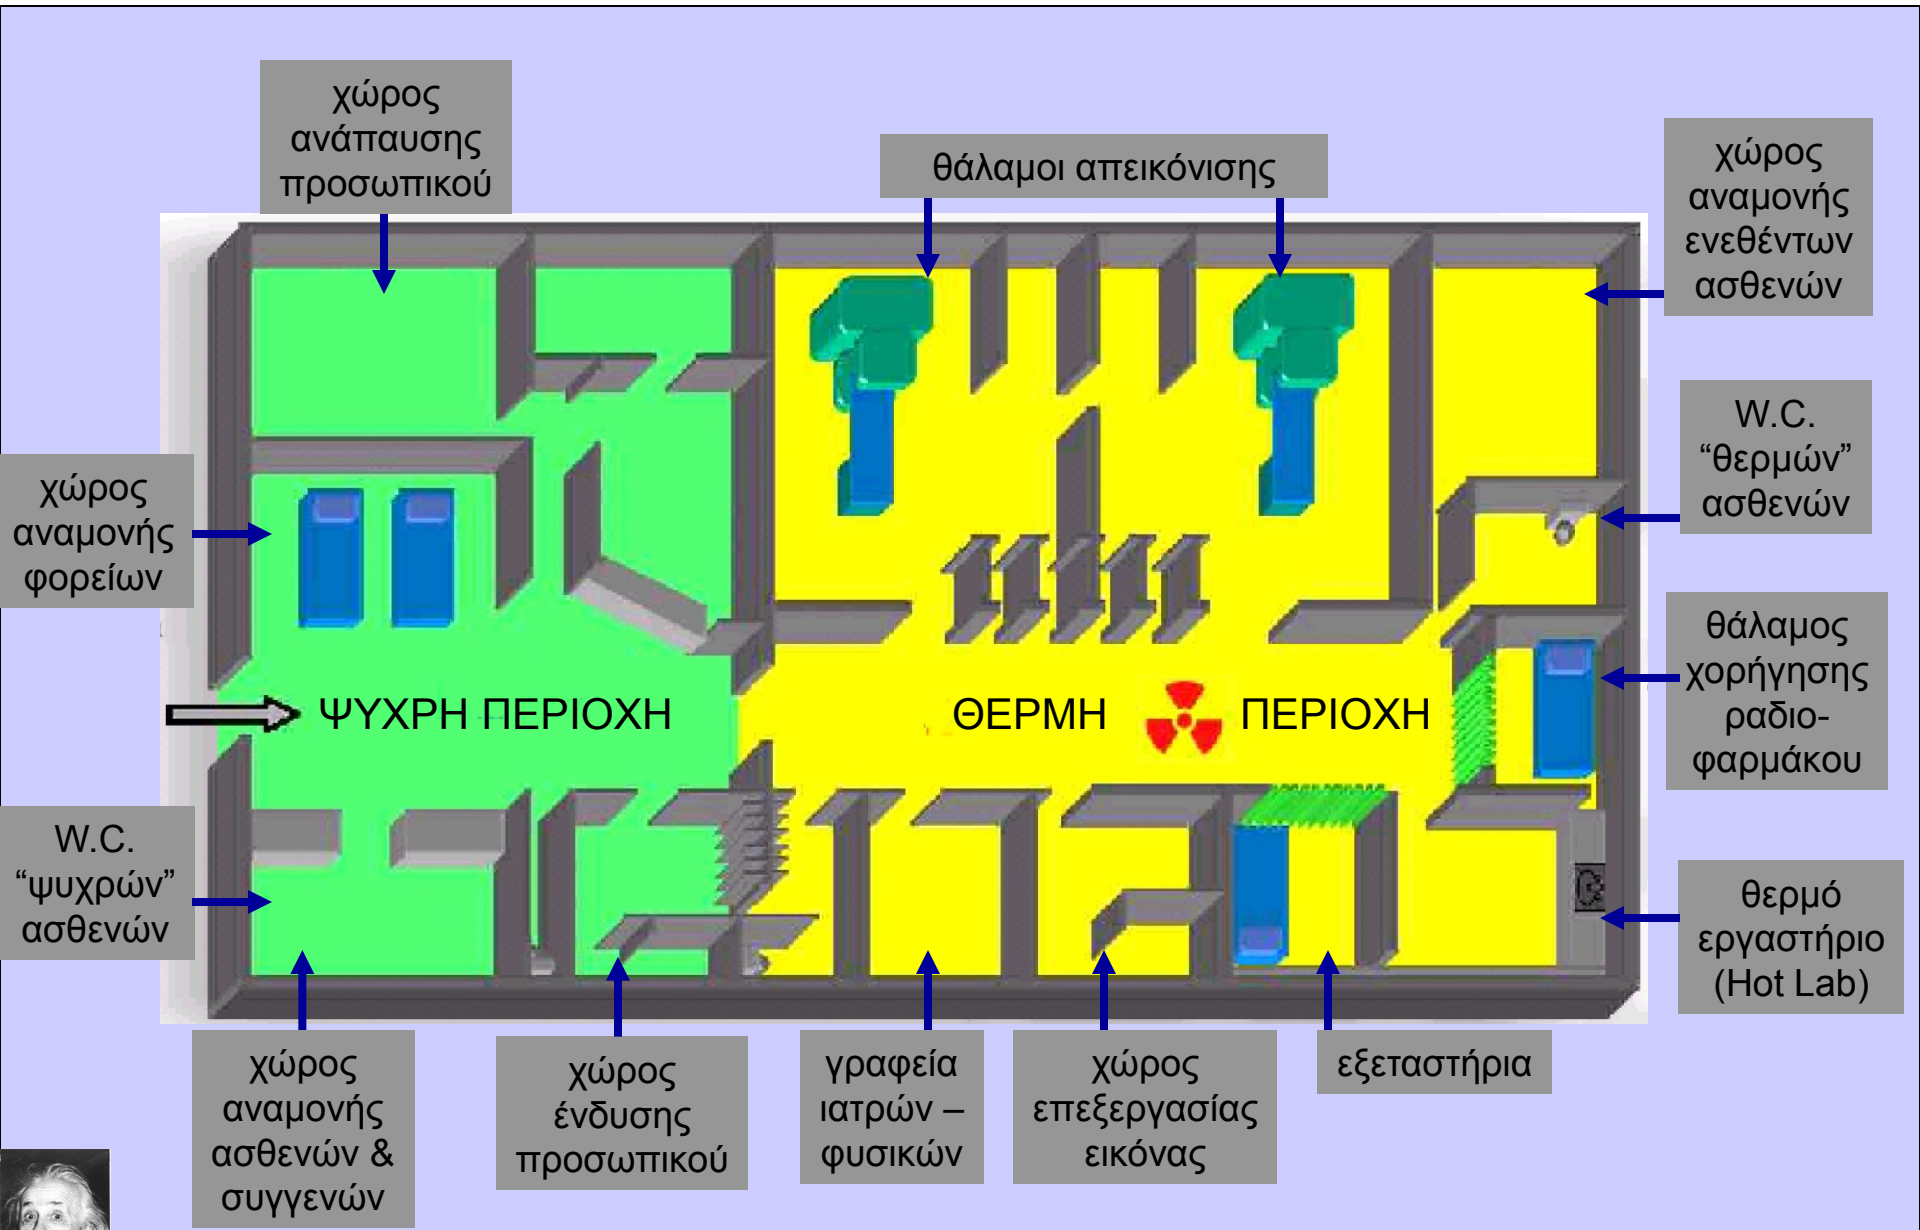 χώρος
ανάπαυσης
προσωπικού
θάλαμοι απεικόνισης
χώρος
αναμονής
ενεθέντων
ασθενών
χώρος
αναμονής
φορείων
W.C.
“θερμών”
ασθενών
θάλαμος
χορήγησης
ραδιο-
φαρμάκου
ΨΥΧΡΗ ΠΕΡΙΟΧΗ
ΘΕΡΜΗ ΠΕΡΙΟΧΗ
W.C.
“ψυχρών”
ασθενών
θερμό
εργαστήριο
(Hot Lab)
χώρος
αναμονής
ασθενών &
συγγενών
χώρος
ένδυσης
προσωπικού
γραφεία
ιατρών –
φυσικών
χώρος
επεξεργασίας
εικόνας
εξεταστήρια